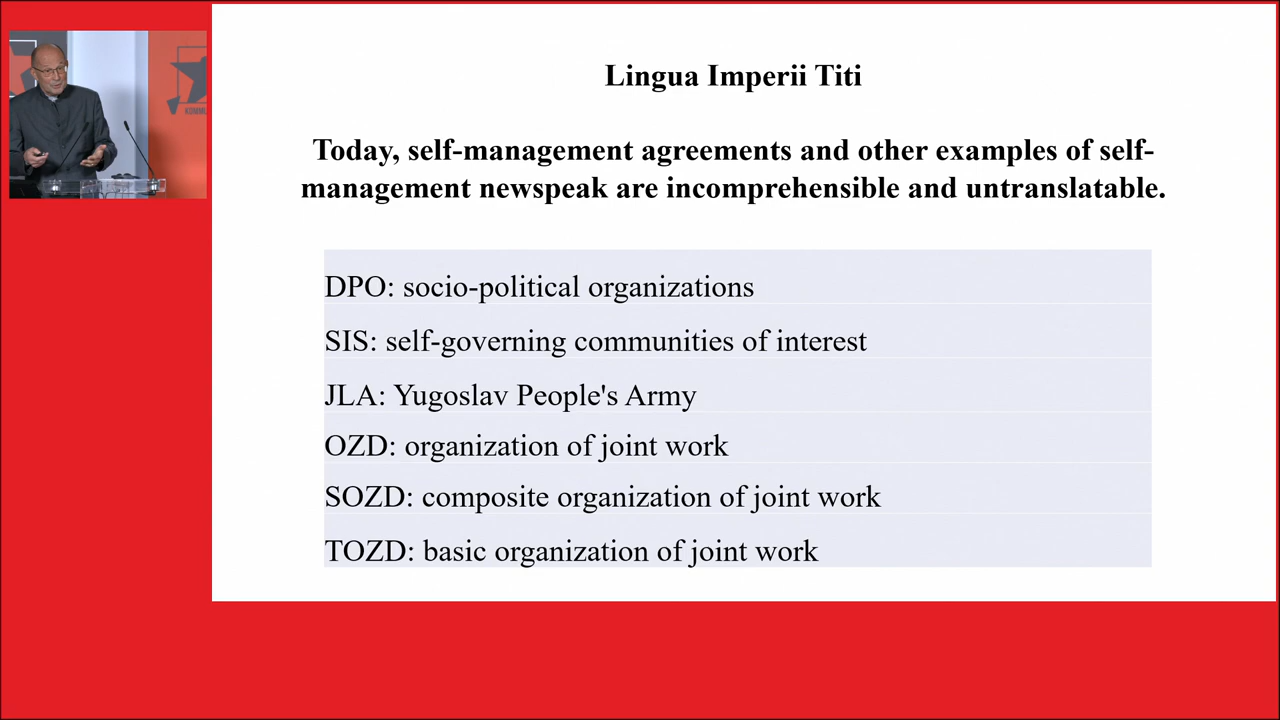 Lingua Imperii Titi
Today, self-management agreements and other examples of self-
management newspeak are incomprehensible and untranslatable.
DPO: socio-political organizations
SIS: self-governing communities of interest
JLA: Yugoslav People's Army
OZD: organization of joint work
SOZD: composite organization of joint work
TOZD: basic organization of joint work